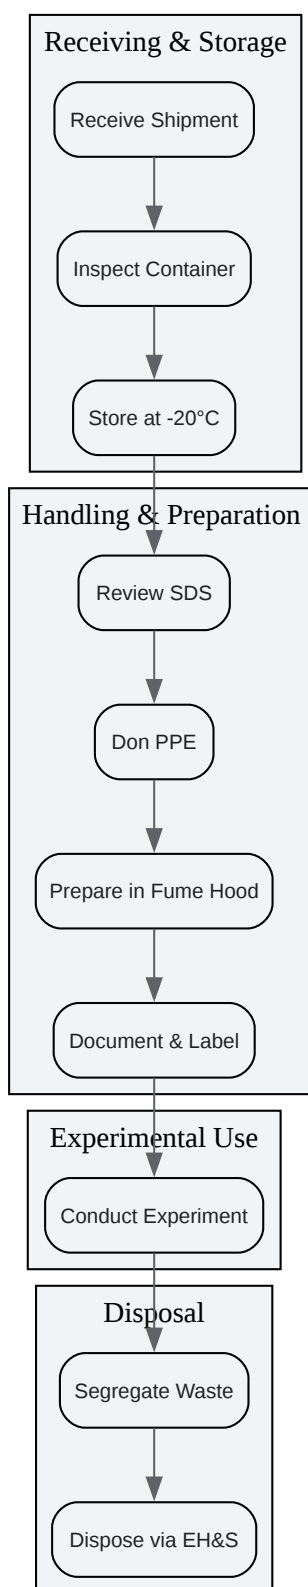 Receiving & Storage
Receive Shipment
Inspect Container
Store at -20°C
Handling & Preparation
Review SDS
Don PPE
Prepare in Fume Hood
Document & Label
Experimental Use
Conduct Experiment
Disposal
Segregate Waste
Dispose via EH&S